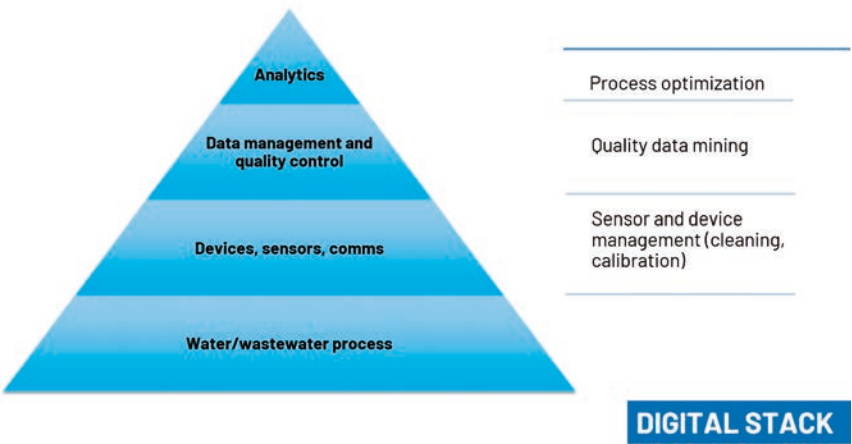 Analytics
Process optimization
Data management and
quality control
Quality data mining
Devices, sensors, comms
Sensor and device
management (cleaning,
calibration)
Water/wastewater process
DIGITAL STACK